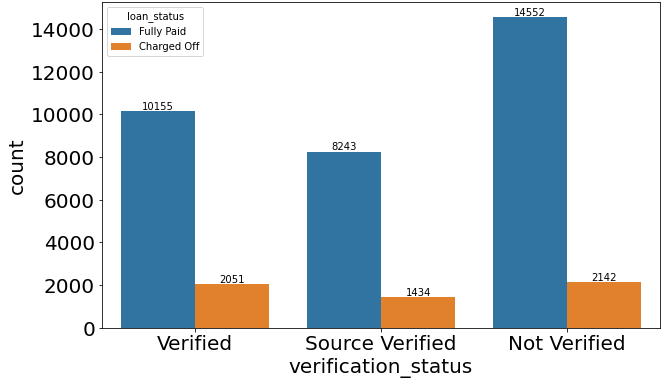 loan_status
Fully Paid
Charged Off
count
14000
12000
10000
8000
6000
4000
2000
0
10155
2051
8243
1434
14552
2142
Verified
Source Verified
Not Verified
verification_status